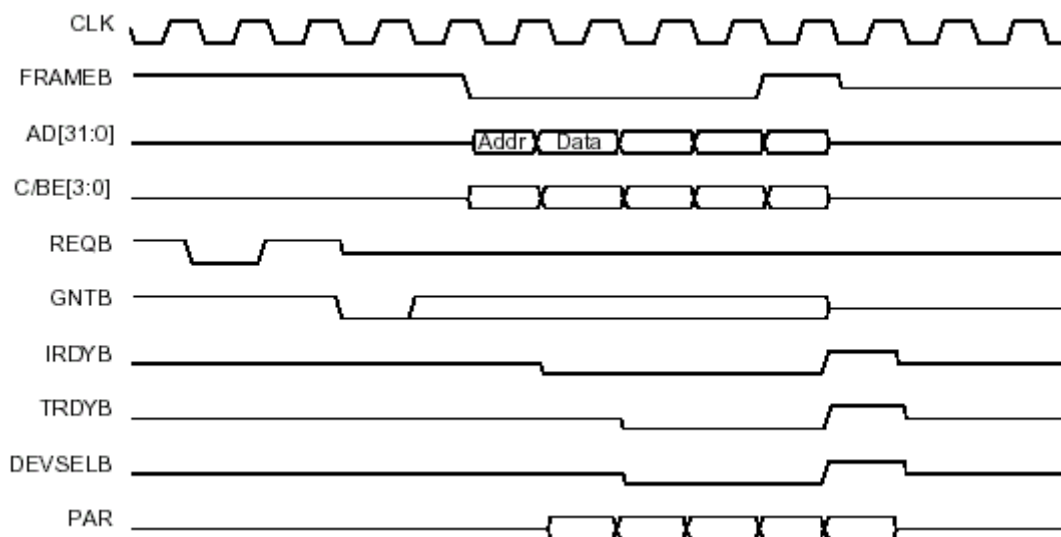 CLK
FRAMEB
AD[31:0]
Addr Data
C/BE[3:0]
REQB
GNTB
IRDYB
TRDYB
DEVSELB
PAR